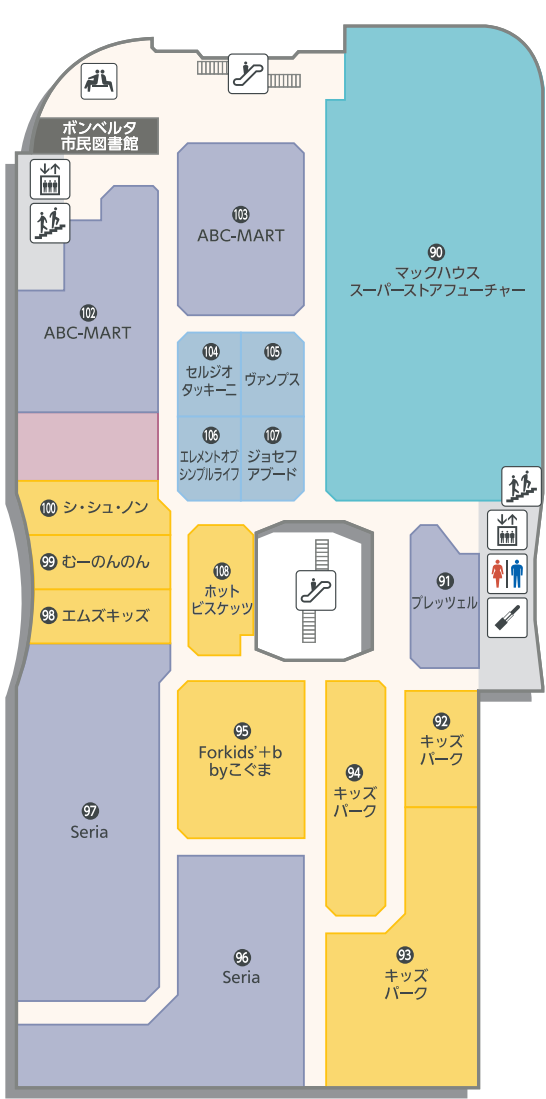 ボンベルタ
市民図書館
103
ABC-MART
90
マックハウス
スーパーストアフューチャー
102
ABC-MART
104
セルジオ
タッキーニ
105
ヴァンプス
106
エレメントオブ
シンプルライフ
107
ジョセフ
アブード
100 シ・シュ・ノン
99 むーのんのん
98 エムズキッズ
108
ホット
ビスケッツ
91
プレッツェル
95
Forkids'+b
byこぐま
92
キッズ
パーク
94
キッズ
パーク
97
Seria
96
Seria
93
キッズ
パーク